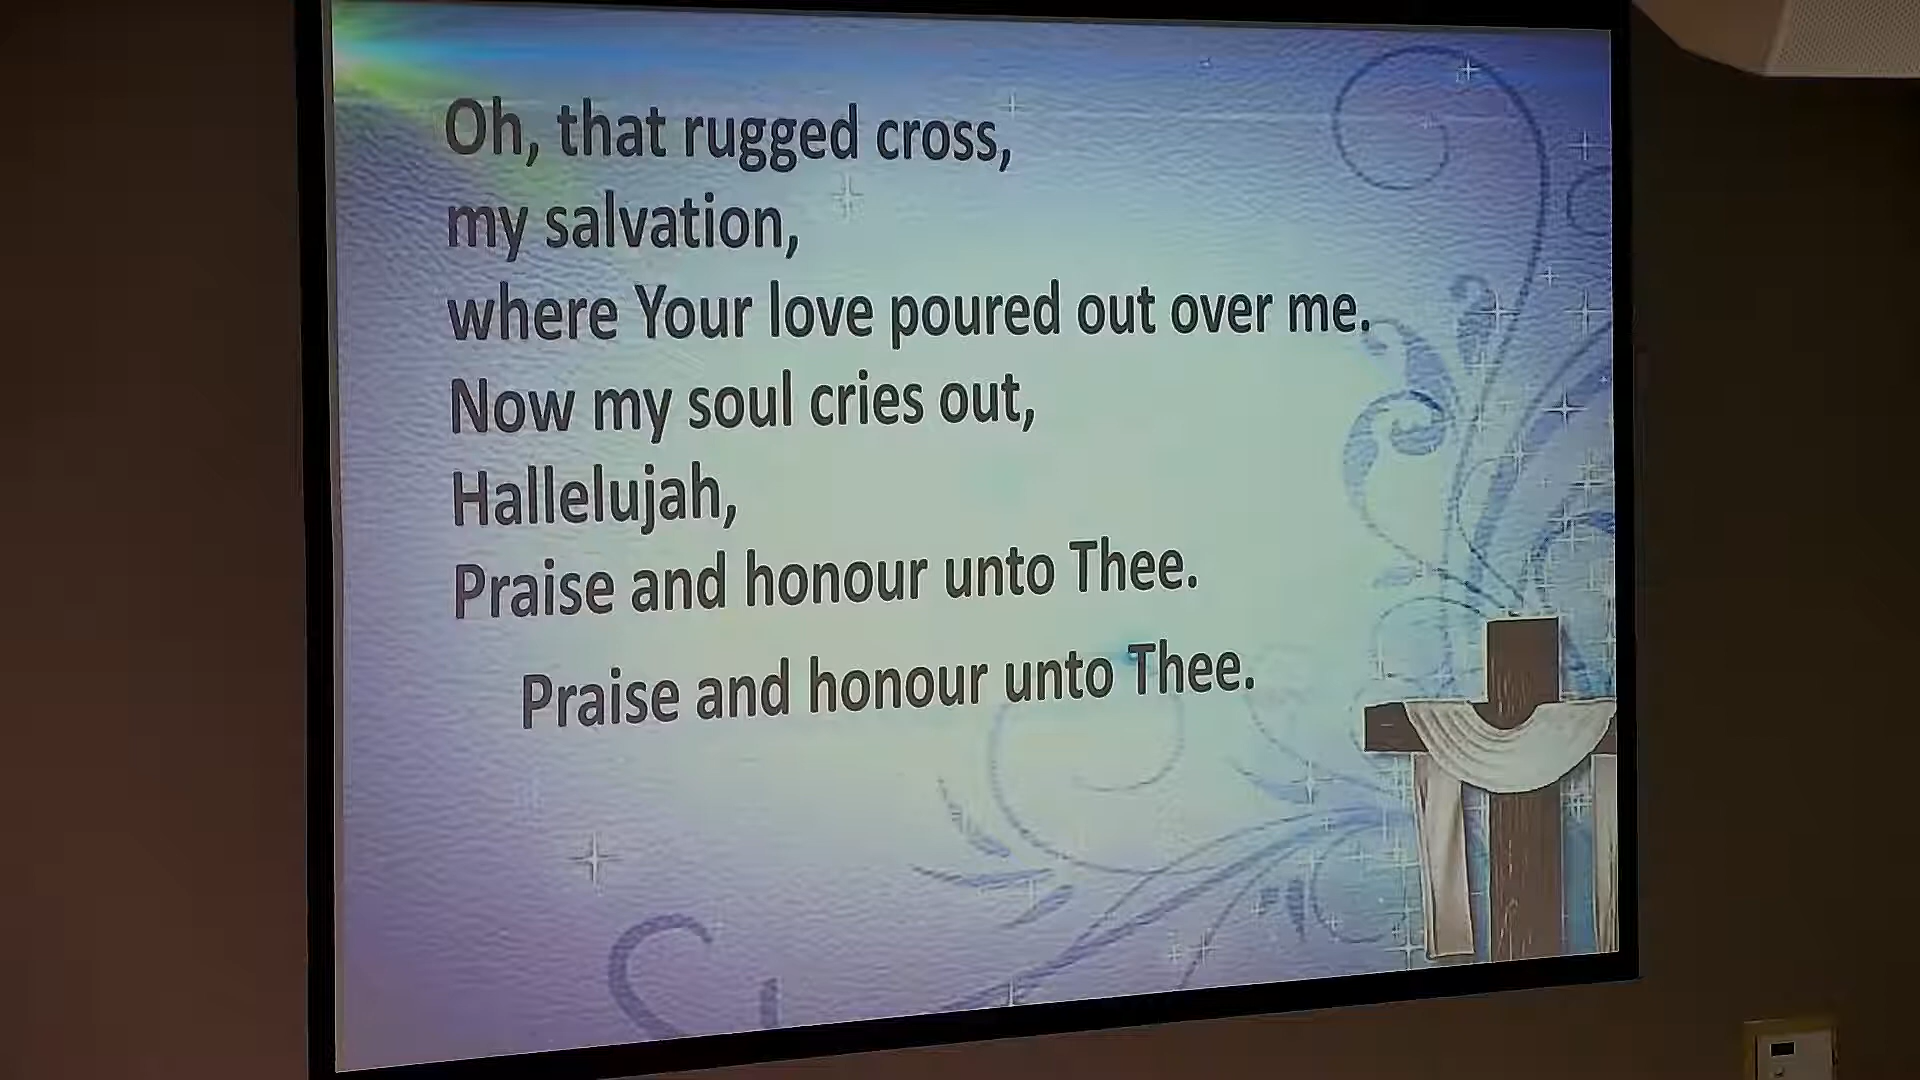 Oh, that rugged cross,
my salvation,
where Your love poured out over me.
Now my soul cries out,
Hallelujah,
Praise and honour unto Thee.
Praise and honour unto Thee.